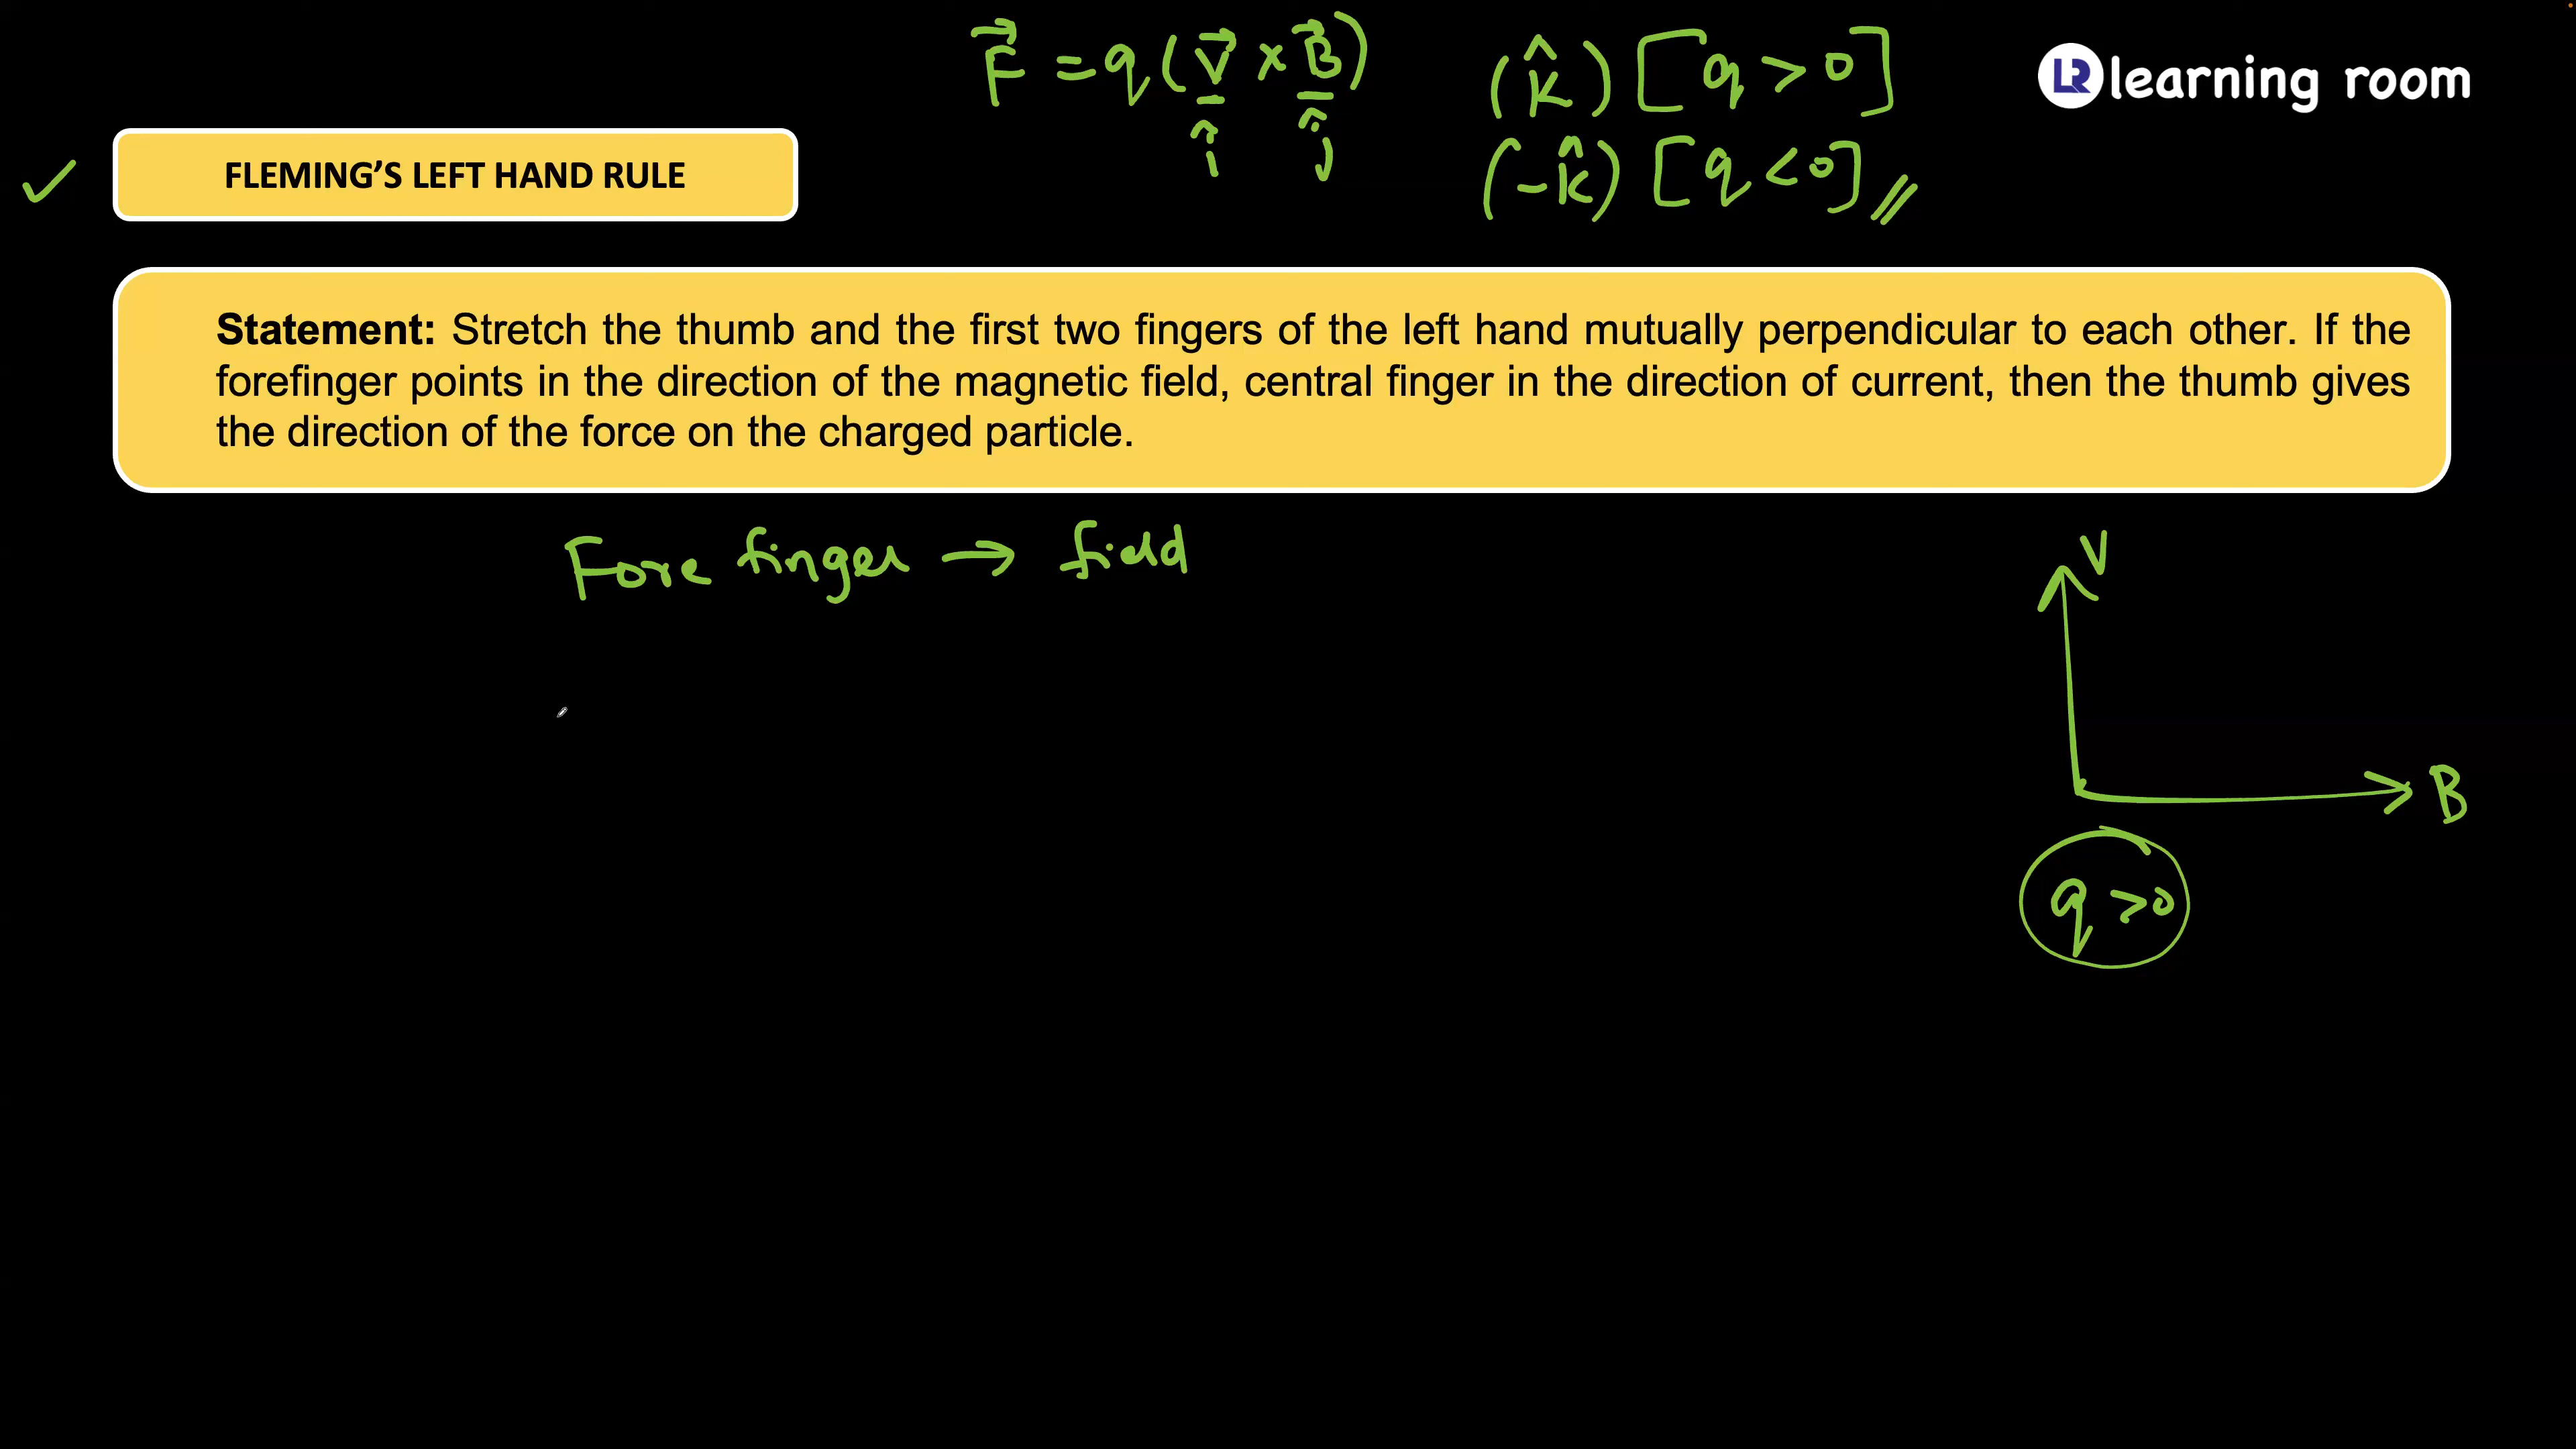 F⃗ = q (V⃗ × B⃗) (k̂) [q > 0]
î ĵ (-k̂) [q < 0]
LR learning room
FLEMING'S LEFT HAND RULE
Statement: Stretch the thumb and the first two fingers of the left hand mutually perpendicular to each other. If the
forefinger points in the direction of the magnetic field, central finger in the direction of current, then the thumb gives
the direction of the force on the charged particle.
Fore finger → field
V
B
q > 0